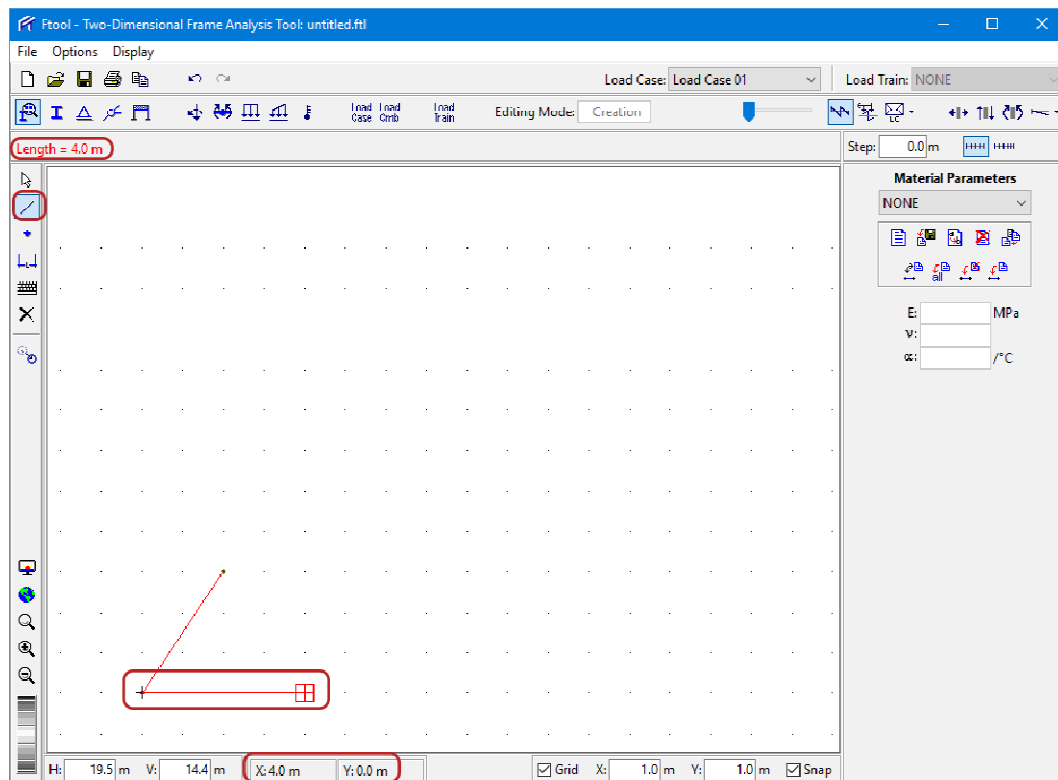 Ftool - Two-Dimensional Frame Analysis Tool: untitled.ftl
File Options Display
Load Case: Load Case 01 Load Train: NONE
Load Case Load Cmb Load Train Editing Mode: Creation LC
Length = 4.0 m Step: 0.0 m
Material Parameters
NONE
all
E: MPa
ν:
α: /°C
H: 19.5 m V: 14.4 m X: 4.0 m Y: 0.0 m Grid X: 1.0 m Y: 1.0 m Snap